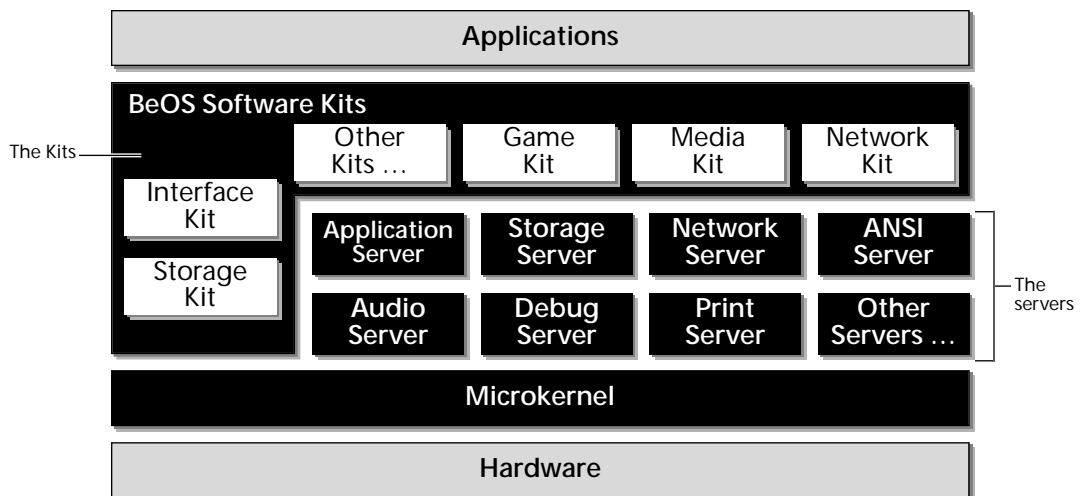 Applications
BeOS Software Kits
The Kits
Other
Kits …
Game
Kit
Media
Kit
Network
Kit
Interface
Kit
Storage
Kit
Application
Server
Storage
Server
Network
Server
ANSI
Server
Audio
Server
Debug
Server
Print
Server
Other
Servers …
The
servers
Microkernel
Hardware